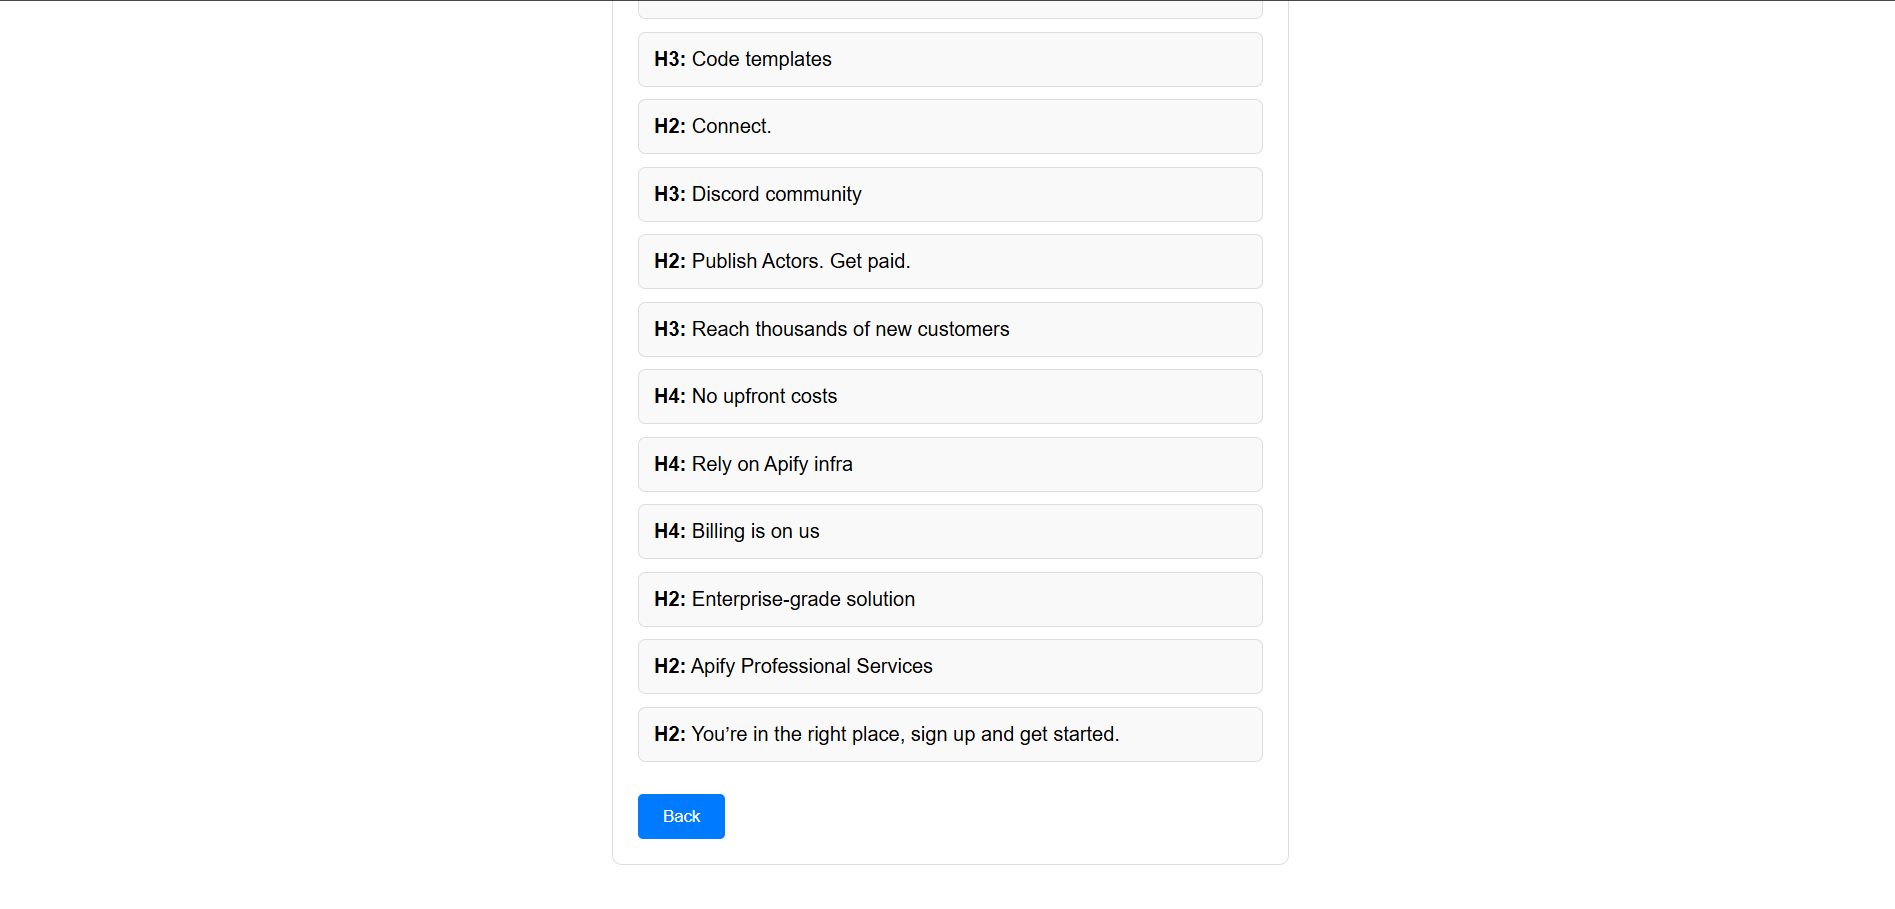 H3: Code templates
H2: Connect.
H3: Discord community
H2: Publish Actors. Get paid.
H3: Reach thousands of new customers
H4: No upfront costs
H4: Rely on Apify infra
H4: Billing is on us
H2: Enterprise-grade solution
H2: Apify Professional Services
H2: You’re in the right place, sign up and get started.
Back